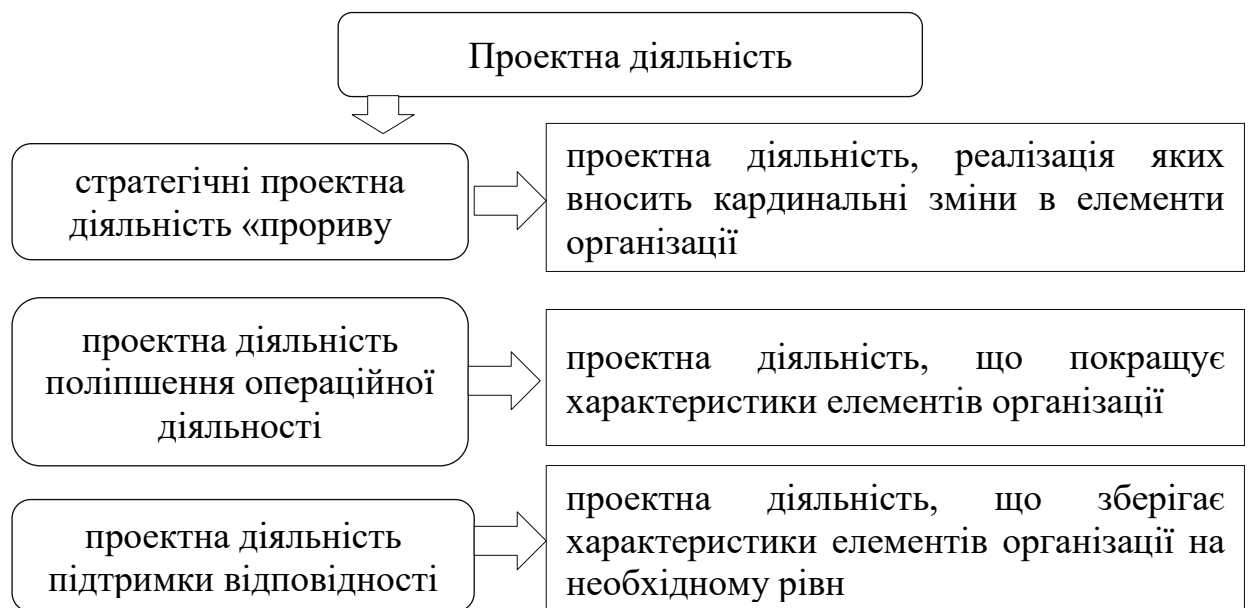 Проектна діяльність
стратегічні проектна
діяльність «прориву
проектна діяльність, реалізація яких
вносить кардинальні зміни в елементи
організації
проектна діяльність
поліпшення операційної
діяльності
проектна діяльність, що покращує
характеристики елементів організації
проектна діяльність
підтримки відповідності
проектна діяльність, що зберігає
характеристики елементів організації на
необхідному рівн